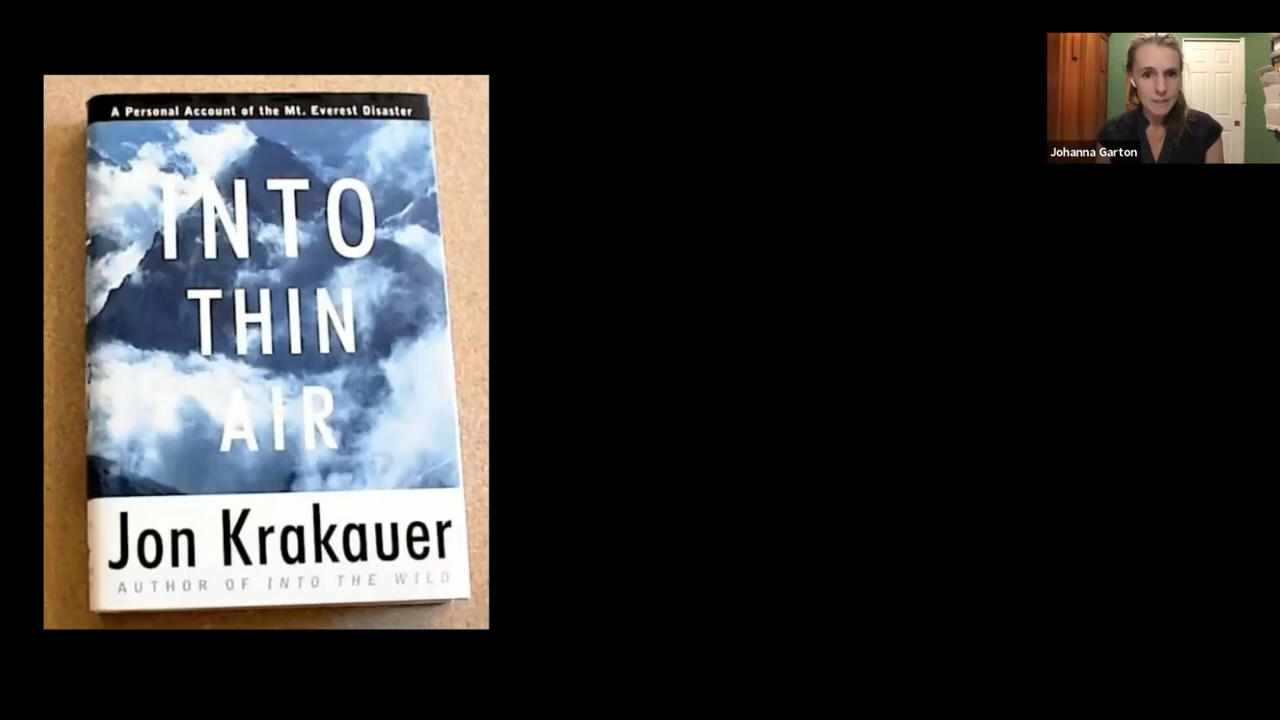 A Personal Account of the Mt. Everest Disaster
INTO
THIN
AIR
Jon Krakauer
AUTHOR OF INTO THE WILD
Johanna Garton